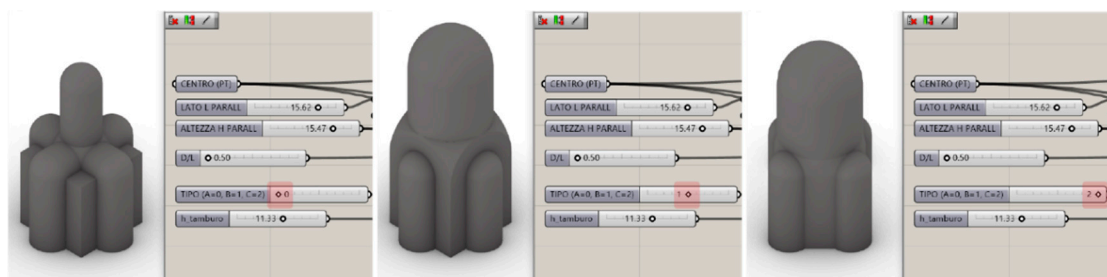 CENTRO (PT)
LATO L PARALL 15.62
ALTEZZA H PARALL 15.47
D/L 0.50
TIPO (A=0, B=1, C=2) 0
h_tamburo 11.33
CENTRO (PT)
LATO L PARALL 15.62
ALTEZZA H PARALL 15.47
D/L 0.50
TIPO (A=0, B=1, C=2) 1
h_tamburo 11.33
CENTRO (PT)
LATO L PARALL 15.62
ALTEZZA H PARALL 15.47
D/L 0.50
TIPO (A=0, B=1, C=2) 2
h_tamburo 11.33